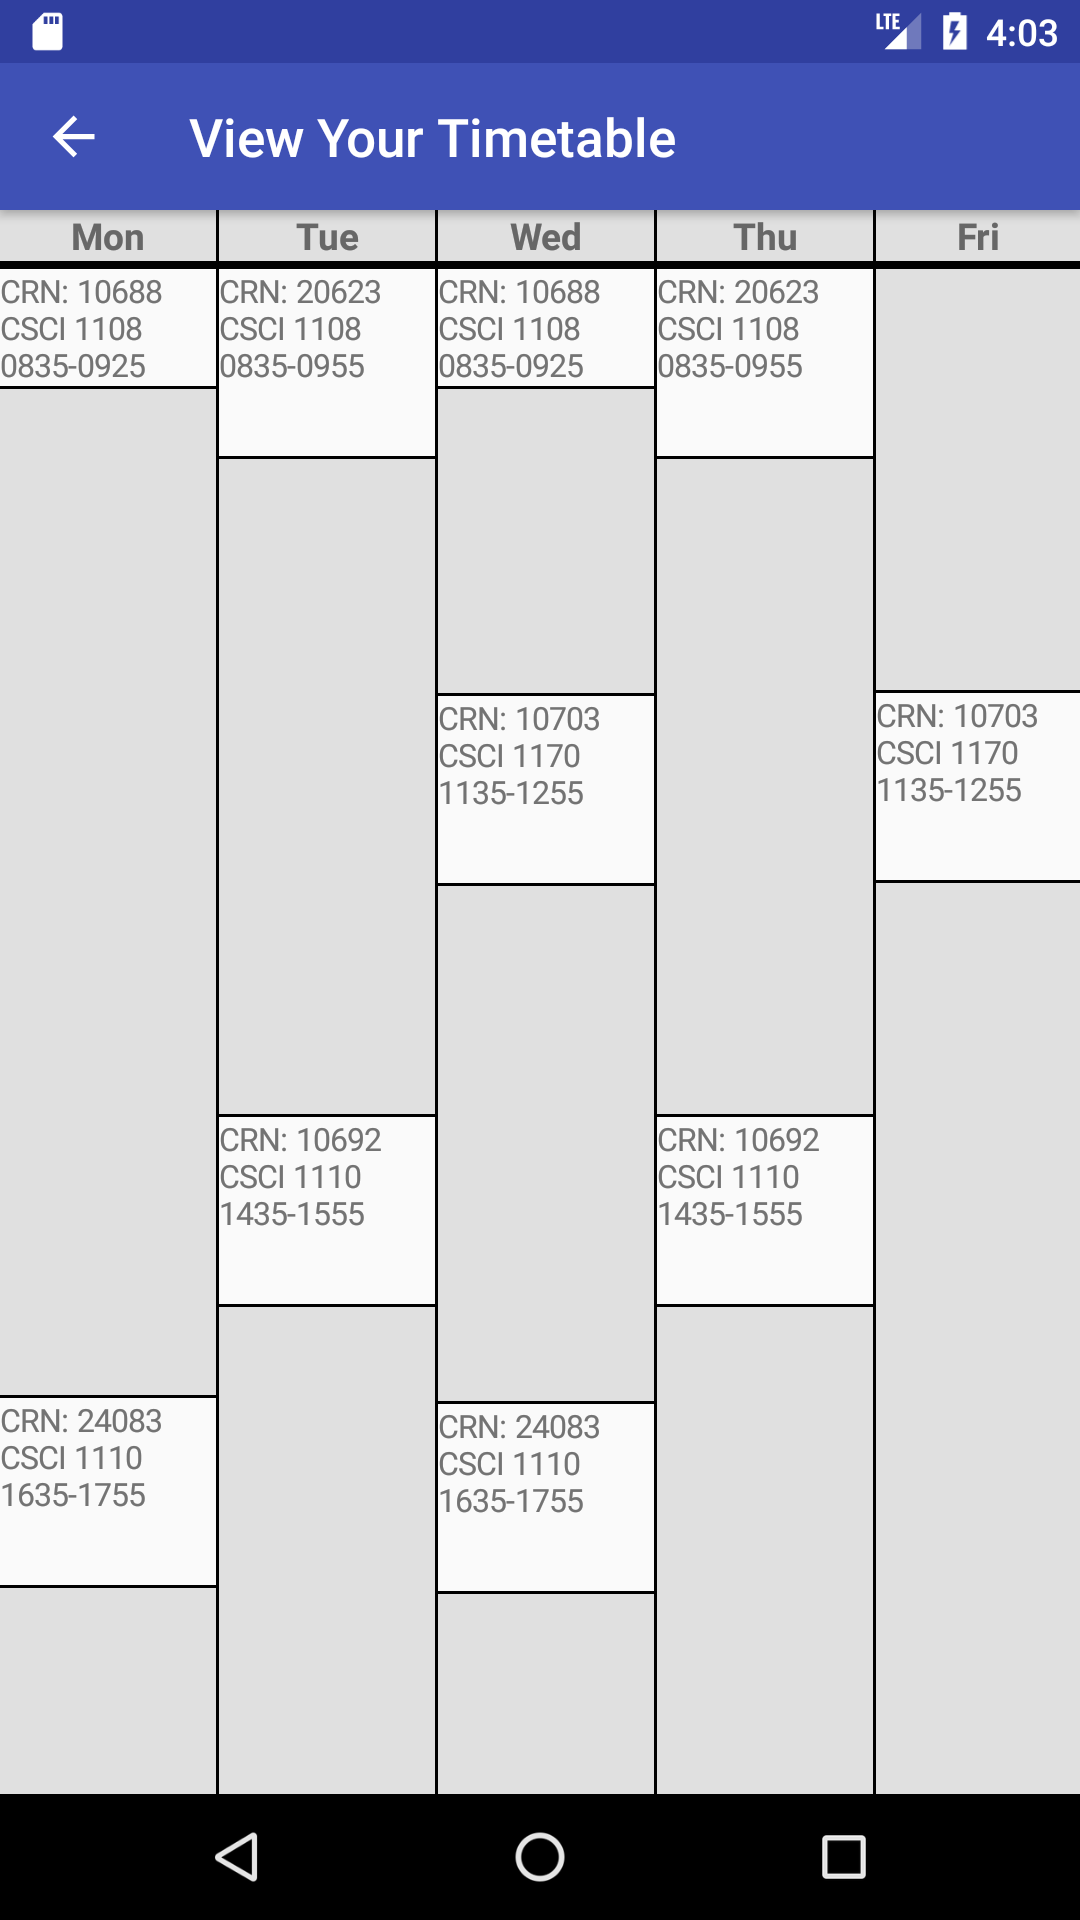 LTE 4:03
View Your Timetable
Mon Tue Wed Thu Fri
CRN: 10688
CSCI 1108
0835-0925
CRN: 20623
CSCI 1108
0835-0955
CRN: 10688
CSCI 1108
0835-0925
CRN: 20623
CSCI 1108
0835-0955
CRN: 10703
CSCI 1170
1135-1255
CRN: 10703
CSCI 1170
1135-1255
CRN: 10692
CSCI 1110
1435-1555
CRN: 10692
CSCI 1110
1435-1555
CRN: 24083
CSCI 1110
1635-1755
CRN: 24083
CSCI 1110
1635-1755